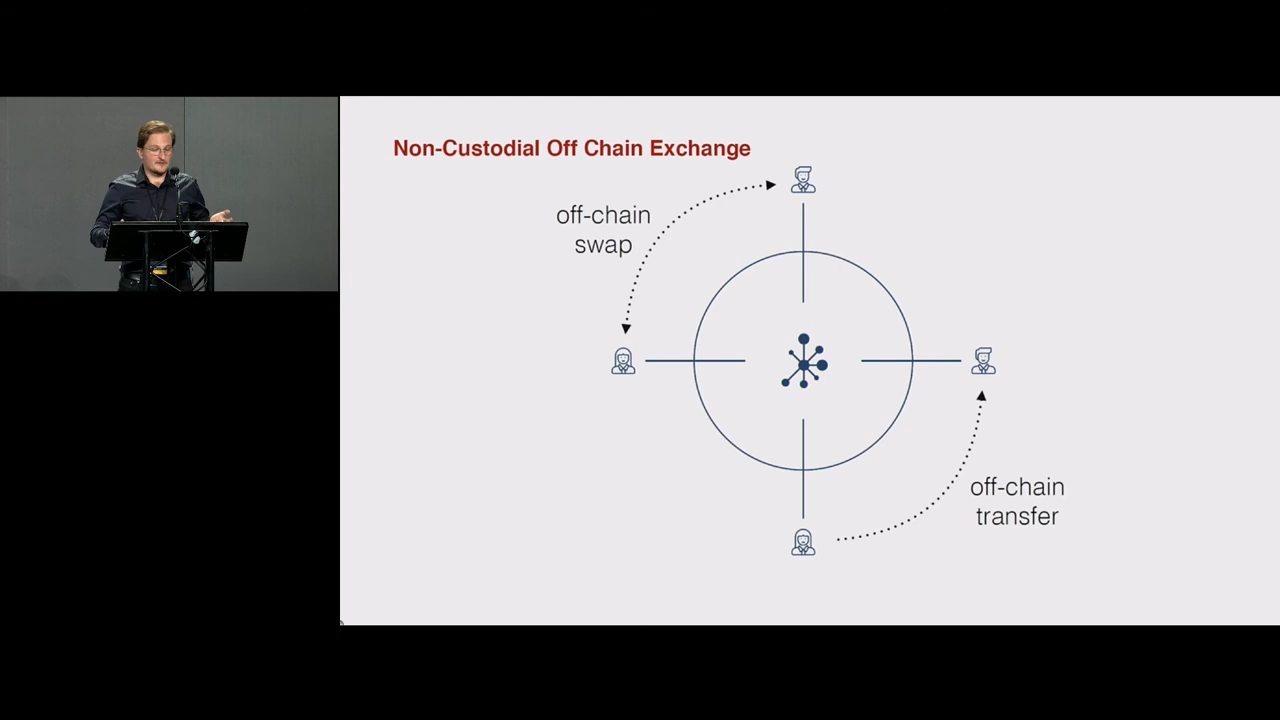 Non-Custodial Off Chain Exchange
off-chain
swap
off-chain
transfer